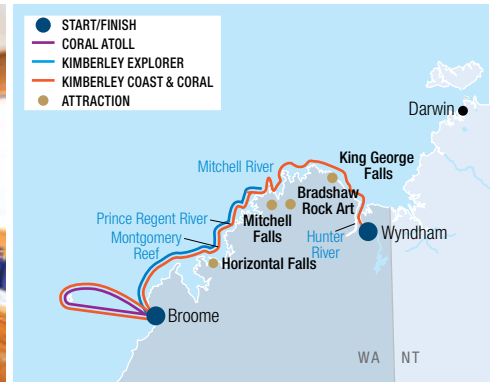 START/FINISH
CORAL ATOLL
KIMBERLEY EXPLORER
KIMBERLEY COAST & CORAL
ATTRACTION
Darwin
King George
Falls
Mitchell River
Bradshaw
Rock Art
Prince Regent River
Mitchell
Falls
Montgomery
Reef
Hunter
River
Wyndham
Horizontal Falls
Broome
WA
NT